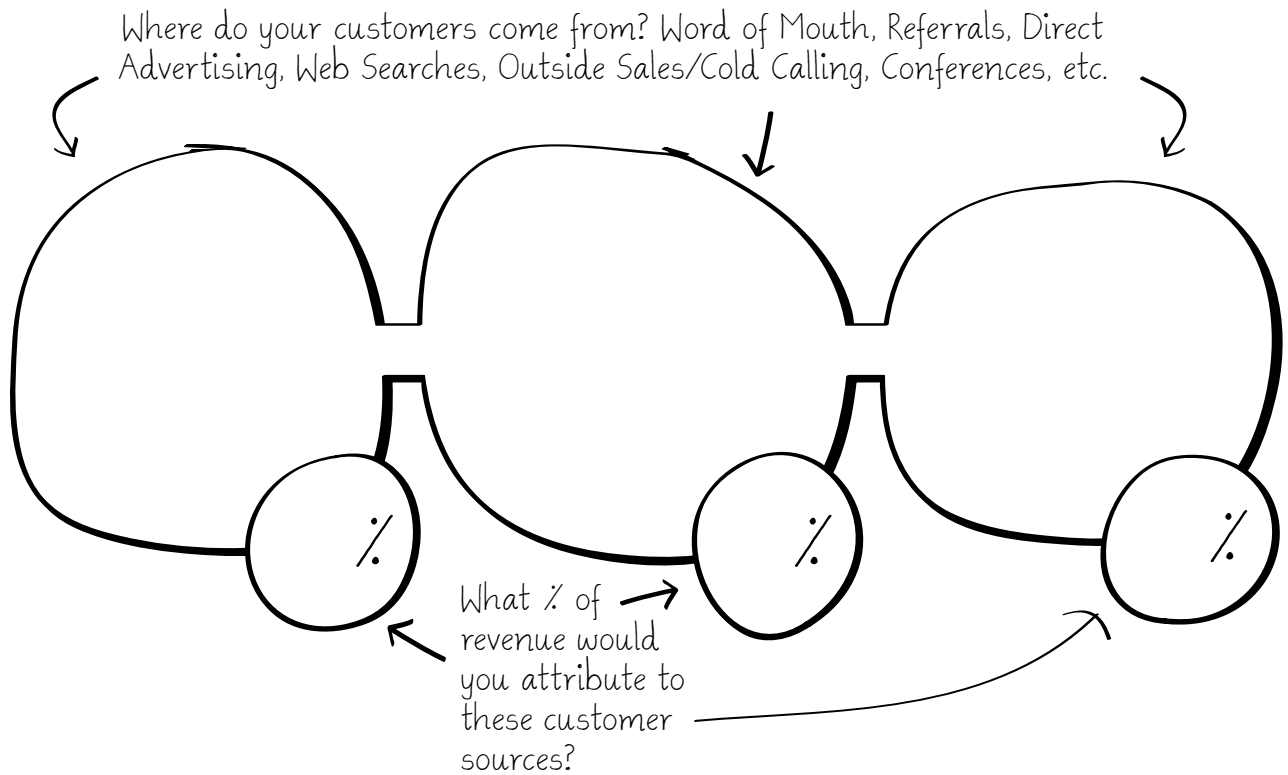 Where do your customers come from? Word of Mouth, Referrals, Direct
Advertising, Web Searches, Outside Sales/Cold Calling, Conferences, etc.
%
%
%
What % of
revenue would
you attribute to
these customer
sources?